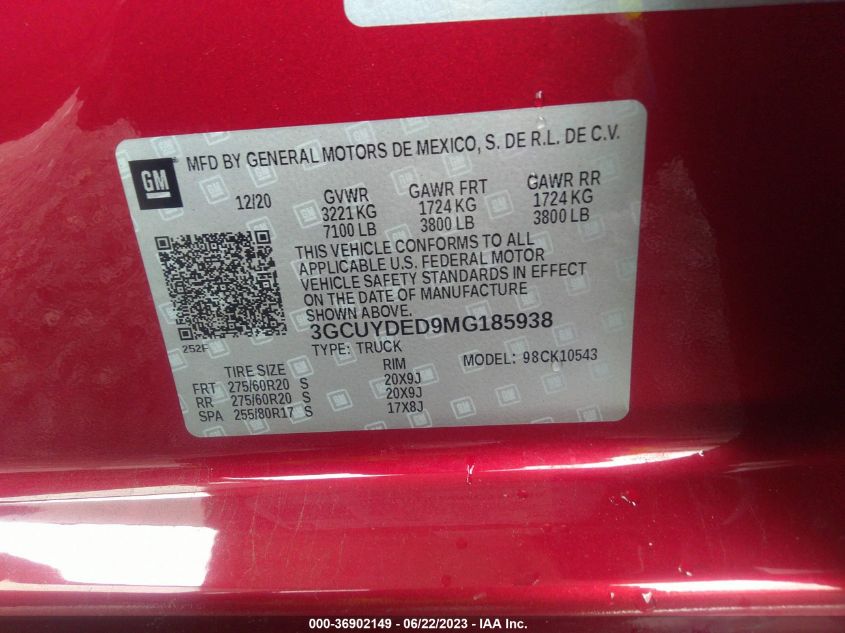 GM
MFD BY GENERAL MOTORS DE MEXICO, S. DE R.L. DE C.V.
12/20 GVWR GAWR FRT GAWR RR
3221 KG 1724 KG 1724 KG
7100 LB 3800 LB 3800 LB
THIS VEHICLE CONFORMS TO ALL
APPLICABLE U.S. FEDERAL MOTOR
VEHICLE SAFETY STANDARDS IN EFFECT
ON THE DATE OF MANUFACTURE
SHOWN ABOVE.
3GCUYDED9MG185938
252F
TYPE: TRUCK MODEL: 98CK10543
TIRE SIZE RIM
FRT 275/60R20 S 20X9J
RR 275/60R20 S 20X9J
SPA 255/80R17 S 17X8J
000-36902149 - 06/22/2023 - IAA Inc.